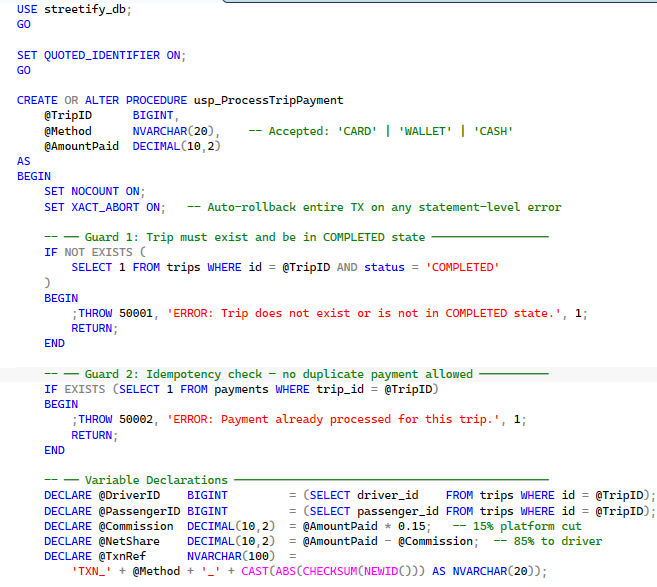 USE streetify_db;
GO
SET QUOTED_IDENTIFIER ON;
GO
CREATE OR ALTER PROCEDURE usp_ProcessTripPayment
    @TripID      BIGINT,
    @Method      NVARCHAR(20),    -- Accepted: 'CARD' | 'WALLET' | 'CASH'
    @AmountPaid  DECIMAL(10,2)
AS
BEGIN
    SET NOCOUNT ON;
    SET XACT_ABORT ON;   -- Auto-rollback entire TX on any statement-level error
    -- ── Guard 1: Trip must exist and be in COMPLETED state ─────────────────
    IF NOT EXISTS (
        SELECT 1 FROM trips WHERE id = @TripID AND status = 'COMPLETED'
    )
    BEGIN
        ;THROW 50001, 'ERROR: Trip does not exist or is not in COMPLETED state.', 1;
        RETURN;
    END
    -- ── Guard 2: Idempotency check — no duplicate payment allowed ──────────
    IF EXISTS (SELECT 1 FROM payments WHERE trip_id = @TripID)
    BEGIN
        ;THROW 50002, 'ERROR: Payment already processed for this trip.', 1;
        RETURN;
    END
    -- ── Variable Declarations ──────────────────────────────────────────────
    DECLARE @DriverID    BIGINT         = (SELECT driver_id    FROM trips WHERE id = @TripID);
    DECLARE @PassengerID BIGINT         = (SELECT passenger_id FROM trips WHERE id = @TripID);
    DECLARE @Commission  DECIMAL(10,2)  = @AmountPaid * 0.15;   -- 15% platform cut
    DECLARE @NetShare    DECIMAL(10,2)  = @AmountPaid - @Commission;  -- 85% to driver
    DECLARE @TxnRef      NVARCHAR(100)  =
        'TXN_' + @Method + '_' + CAST(ABS(CHECKSUM(NEWID())) AS NVARCHAR(20));